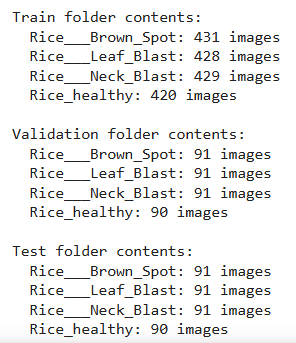 Train folder contents:
  Rice___Brown_Spot: 431 images
  Rice___Leaf_Blast: 428 images
  Rice___Neck_Blast: 429 images
  Rice_healthy: 420 images

Validation folder contents:
  Rice___Brown_Spot: 91 images
  Rice___Leaf_Blast: 91 images
  Rice___Neck_Blast: 91 images
  Rice_healthy: 90 images

Test folder contents:
  Rice___Brown_Spot: 91 images
  Rice___Leaf_Blast: 91 images
  Rice___Neck_Blast: 91 images
  Rice_healthy: 90 images